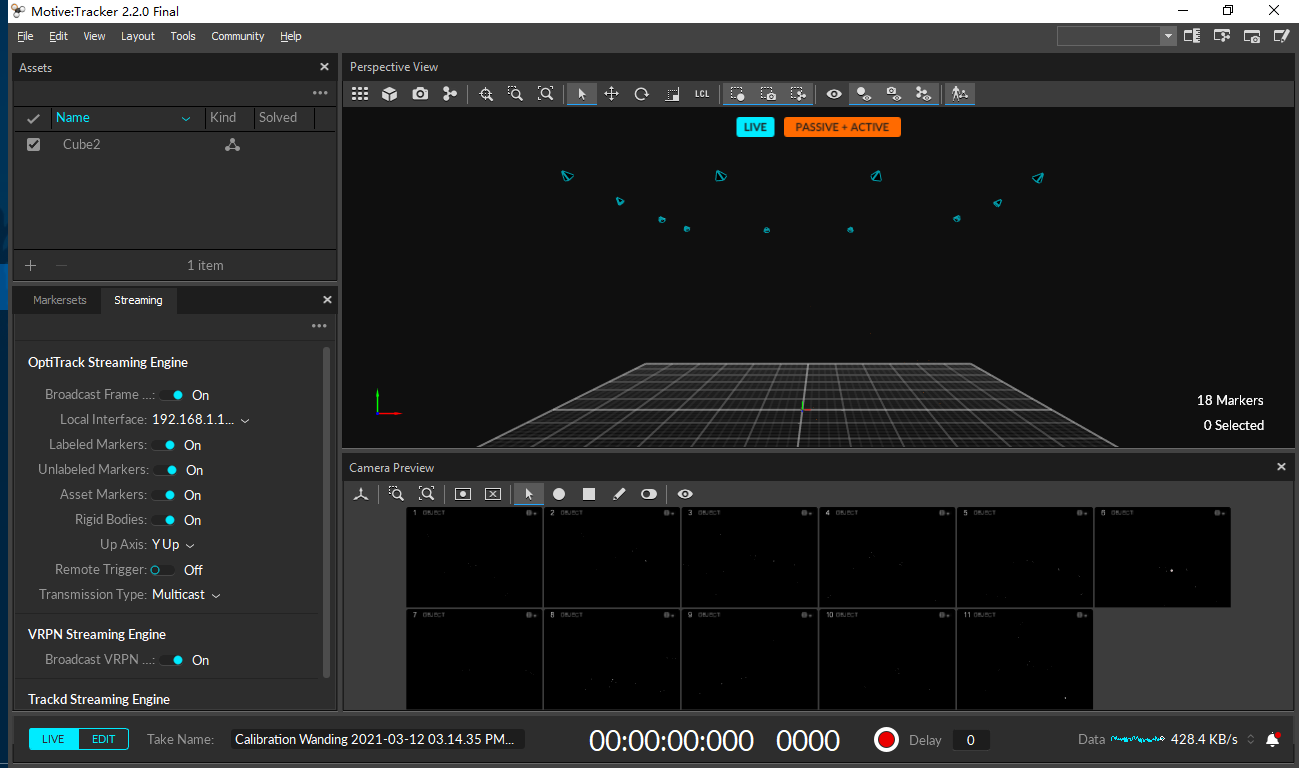 Motive:Tracker 2.2.0 Final
File Edit View Layout Tools Community Help
Assets
Name Kind Solved
Cube2
1 item
Markersets Streaming
OptiTrack Streaming Engine
Broadcast Frame ...: On
Local Interface: 192.168.1.1...
Labeled Markers: On
Unlabeled Markers: On
Asset Markers: On
Rigid Bodies: On
Up Axis: Y Up
Remote Trigger: Off
Transmission Type: Multicast
VRPN Streaming Engine
Broadcast VRPN ...: On
Trackd Streaming Engine
Perspective View
LCL
LIVE PASSIVE + ACTIVE
18 Markers
0 Selected
Camera Preview
1 OBJECT 2 OBJECT 3 OBJECT 4 OBJECT 5 OBJECT 6 OBJECT
7 OBJECT 8 OBJECT 9 OBJECT 10 OBJECT 11 OBJECT
LIVE EDIT Take Name: Calibration Wanding 2021-03-12 03.14.35 PM... 00:00:00:000 0000 Delay 0 Data 428.4 KB/s